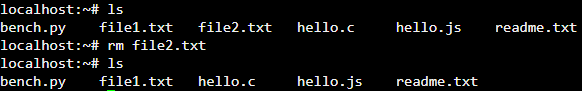 localhost:~# ls
bench.py    file1.txt   file2.txt   hello.c     hello.js    readme.txt
localhost:~# rm file2.txt
localhost:~# ls
bench.py    file1.txt   hello.c     hello.js    readme.txt